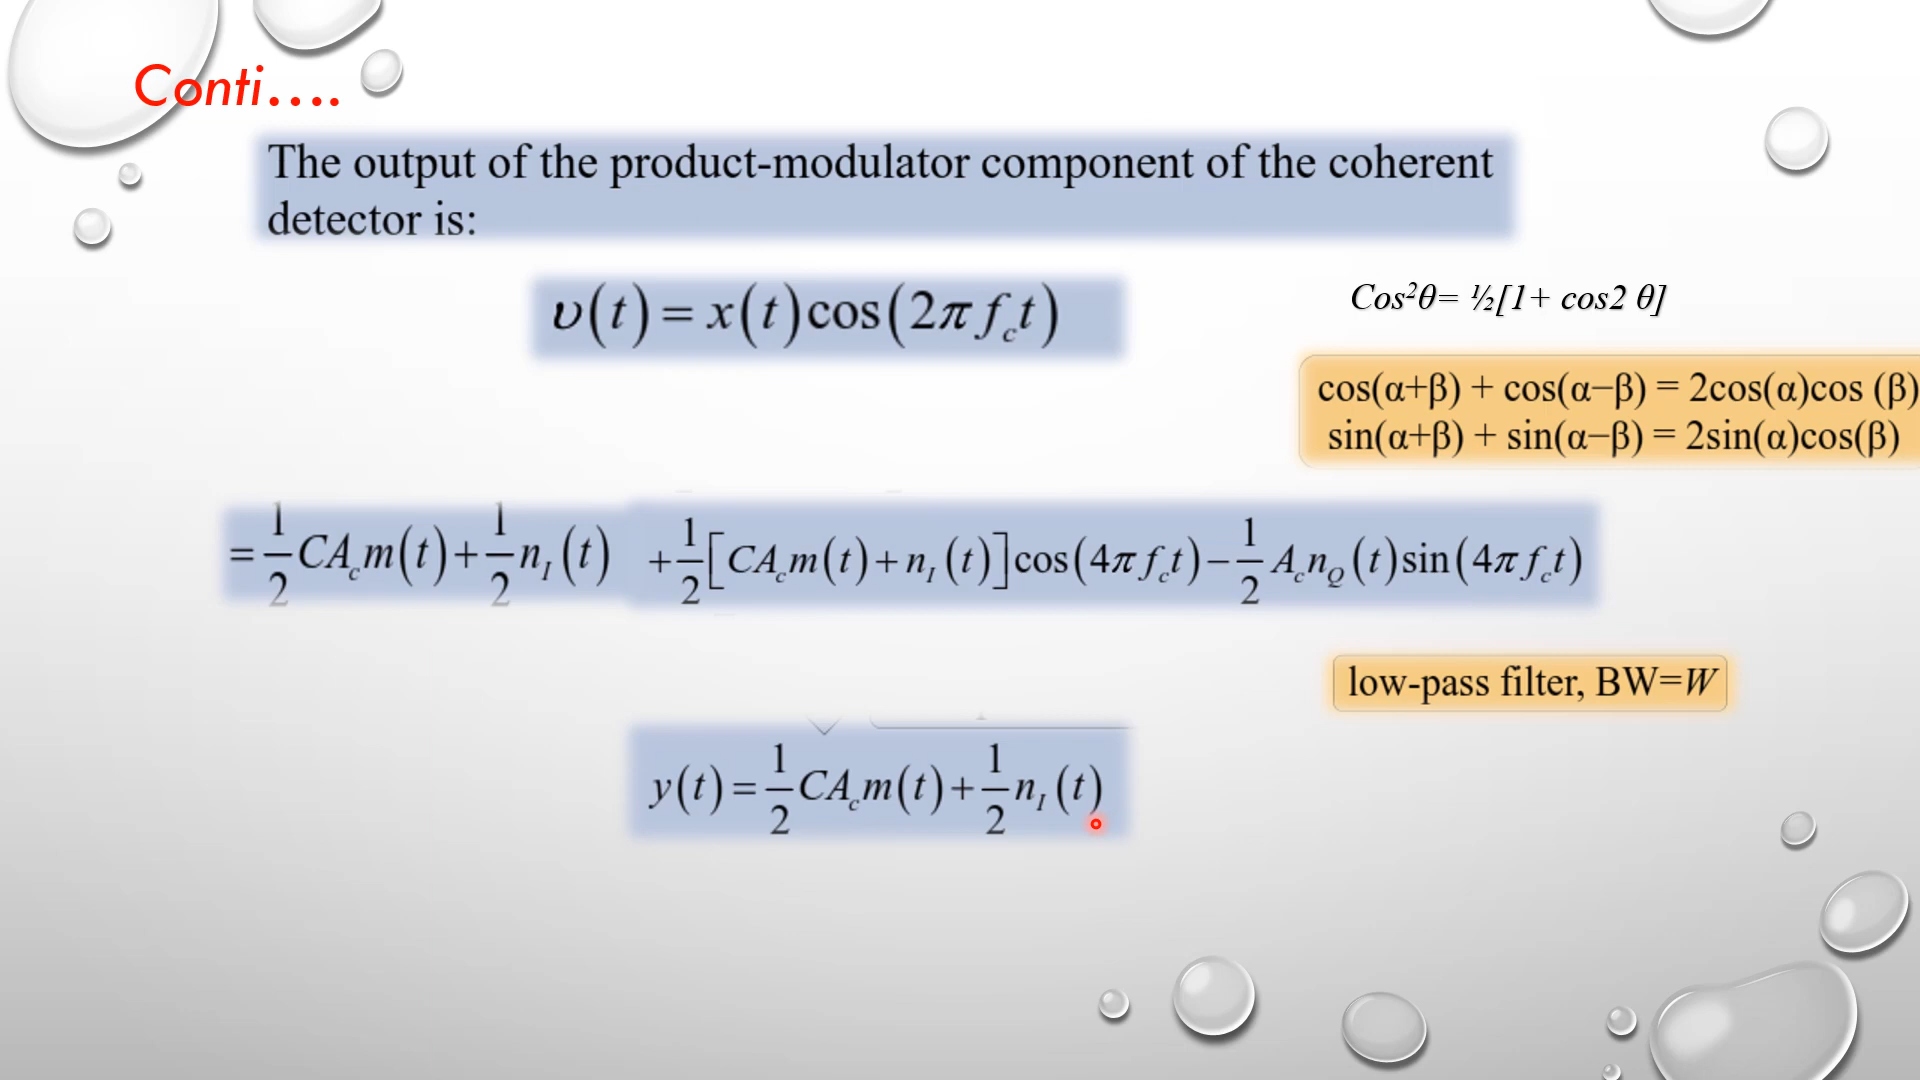 Conti....
The output of the product-modulator component of the coherent
detector is:
υ(t) = x(t)cos(2π f_c t)
Cos²θ= ½[1+ cos2 θ]
cos(α+β) + cos(α−β) = 2cos(α)cos (β)
sin(α+β) + sin(α−β) = 2sin(α)cos(β)
= 1/2 CA_c m(t) + 1/2 n_I(t) + 1/2 [CA_c m(t) + n_I(t)]cos(4π f_c t) − 1/2 A_c n_Q(t)sin(4π f_c t)
low-pass filter, BW=W
y(t) = 1/2 CA_c m(t) + 1/2 n_I(t)